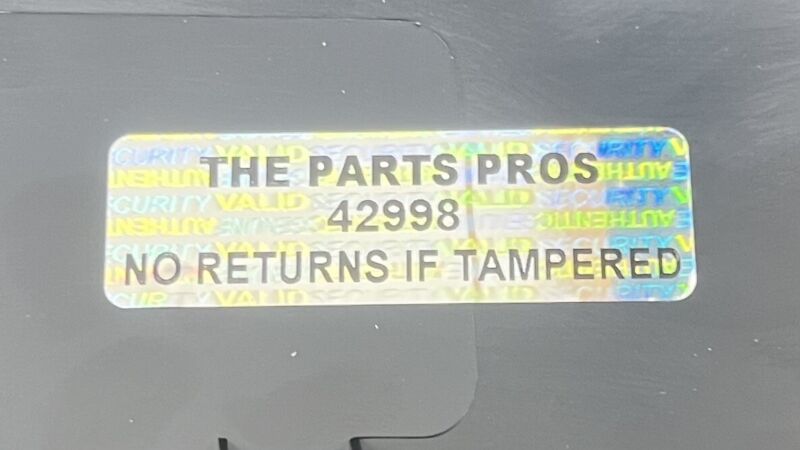 THE PARTS PROS
42998
NO RETURNS IF TAMPERED